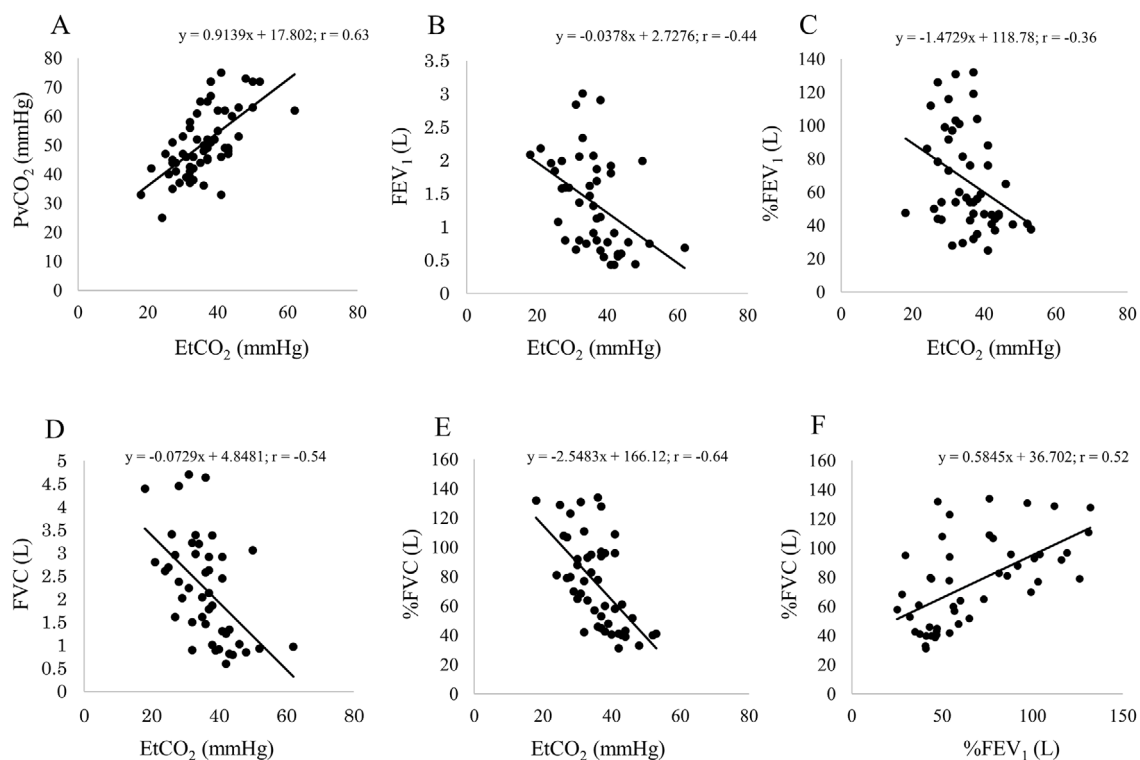 A
y = 0.9139x + 17.802; r = 0.63
80
70
60
50
40
30
20
10
0
PvCO₂ (mmHg)
0 20 40 60 80
EtCO₂ (mmHg)
B
y = -0.0378x + 2.7276; r = -0.44
3.5
3
2.5
2
1.5
1
0.5
0
FEV₁ (L)
0 20 40 60 80
EtCO₂ (mmHg)
C
y = -1.4729x + 118.78; r = -0.36
140
120
100
80
60
40
20
0
%FEV₁ (L)
0 20 40 60 80
EtCO₂ (mmHg)
D
y = -0.0729x + 4.8481; r = -0.54
5
4.5
4
3.5
3
2.5
2
1.5
1
0.5
0
FVC (L)
0 20 40 60 80
EtCO₂ (mmHg)
E
y = -2.5483x + 166.12; r = -0.64
160
140
120
100
80
60
40
20
0
%FVC (L)
0 20 40 60 80
EtCO₂ (mmHg)
F
y = 0.5845x + 36.702; r = 0.52
160
140
120
100
80
60
40
20
0
%FVC (L)
0 50 100 150
%FEV₁ (L)